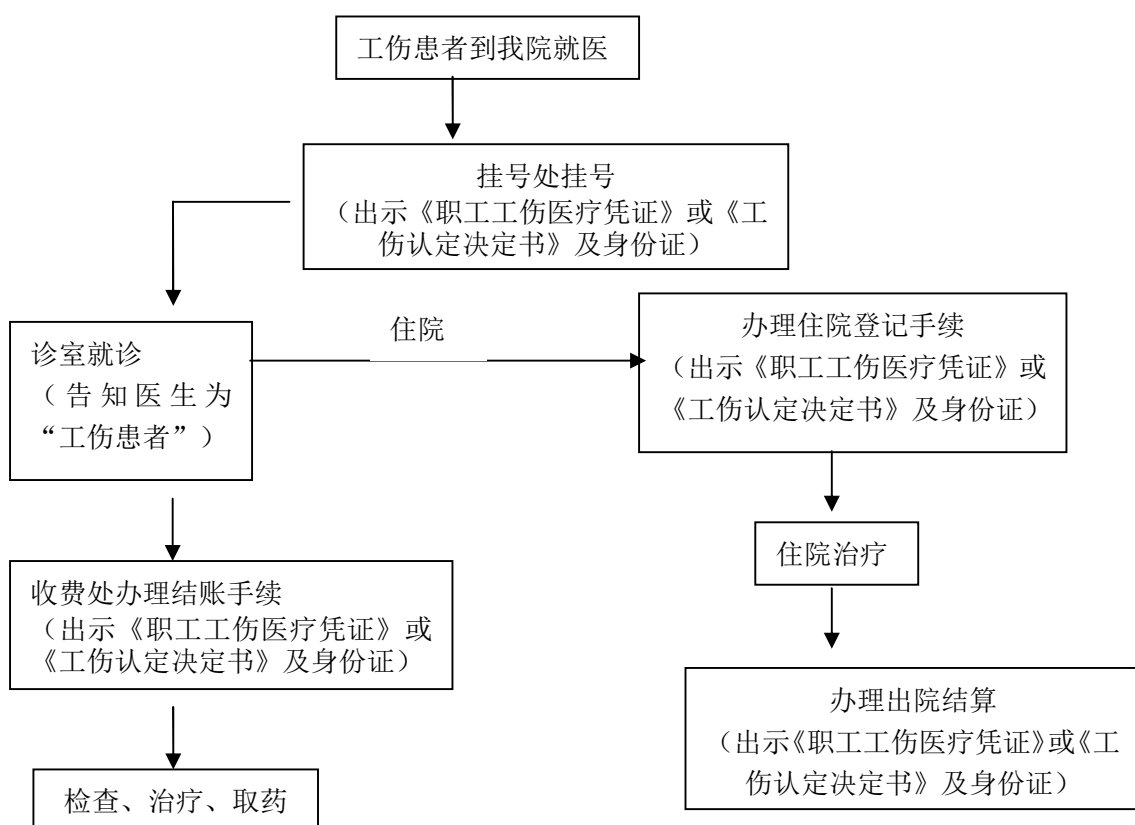 工伤患者到我院就医
挂号处挂号
（出示《职工工伤医疗凭证》或《工
伤认定决定书》及身份证）
诊室就诊
（告知医生为
“工伤患者”）
住院
办理住院登记手续
（出示《职工工伤医疗凭证》或
《工伤认定决定书》及身份证）
住院治疗
收费处办理结账手续
（出示《职工工伤医疗凭证》或
《工伤认定决定书》及身份证）
办理出院结算
（出示《职工工伤医疗凭证》或《工
伤认定决定书》及身份证）
检查、治疗、取药